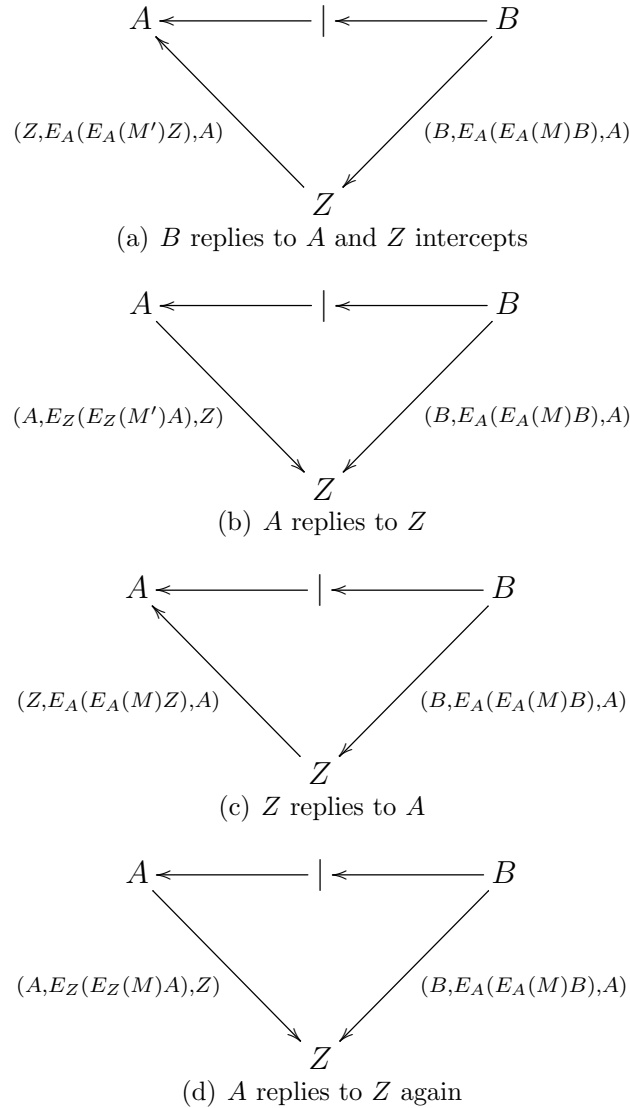 A | B
(Z,E_A(E_A(M')Z),A) (B,E_A(E_A(M)B),A)
Z
(a) B replies to A and Z intercepts
A | B
(A,E_Z(E_Z(M')A),Z) (B,E_A(E_A(M)B),A)
Z
(b) A replies to Z
A | B
(Z,E_A(E_A(M)Z),A) (B,E_A(E_A(M)B),A)
Z
(c) Z replies to A
A | B
(A,E_Z(E_Z(M)A),Z) (B,E_A(E_A(M)B),A)
Z
(d) A replies to Z again